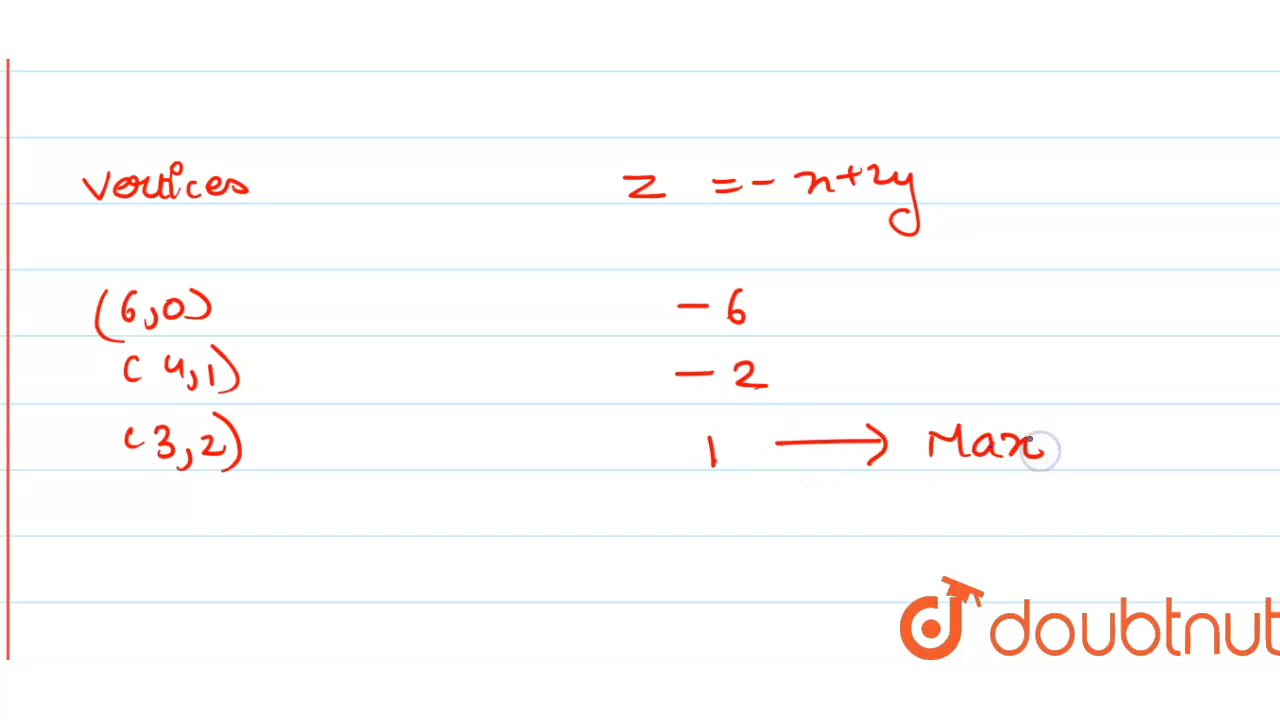 Vertices z = - x + 2y
(6,0) - 6
(4,1) - 2
(3,2) 1 → Max
doubtnut